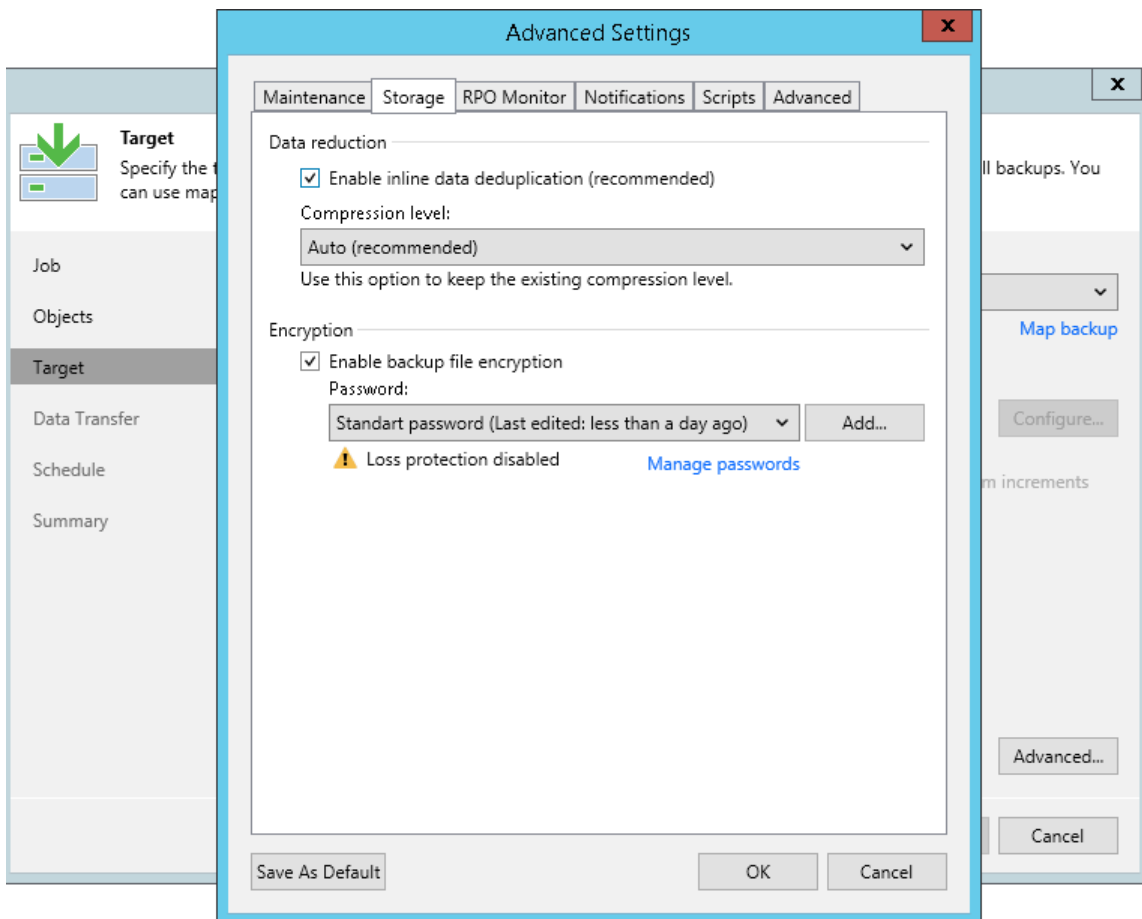 Advanced Settings
X
X
Maintenance Storage RPO Monitor Notifications Scripts Advanced
Target
Specify the
can use map
ll backups. You
Data reduction
Enable inline data deduplication (recommended)
Compression level:
Auto (recommended)
Use this option to keep the existing compression level.
Encryption
Enable backup file encryption
Password:
Standart password (Last edited: less than a day ago)
Add...
Loss protection disabled
Manage passwords
Job
Objects
Target
Data Transfer
Schedule
Summary
Map backup
Configure...
m increments
Advanced...
Cancel
Save As Default
OK
Cancel